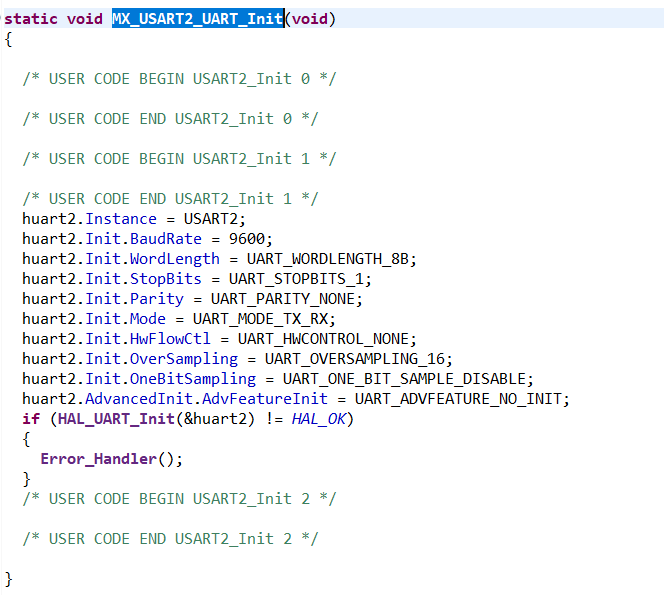 static void MX_USART2_UART_Init(void)
{
/* USER CODE BEGIN USART2_Init 0 */
/* USER CODE END USART2_Init 0 */
/* USER CODE BEGIN USART2_Init 1 */
/* USER CODE END USART2_Init 1 */
huart2.Instance = USART2;
huart2.Init.BaudRate = 9600;
huart2.Init.WordLength = UART_WORDLENGTH_8B;
huart2.Init.StopBits = UART_STOPBITS_1;
huart2.Init.Parity = UART_PARITY_NONE;
huart2.Init.Mode = UART_MODE_TX_RX;
huart2.Init.HwFlowCtl = UART_HWCONTROL_NONE;
huart2.Init.OverSampling = UART_OVERSAMPLING_16;
huart2.Init.OneBitSampling = UART_ONE_BIT_SAMPLE_DISABLE;
huart2.AdvancedInit.AdvFeatureInit = UART_ADVFEATURE_NO_INIT;
if (HAL_UART_Init(&huart2) != HAL_OK)
{
Error_Handler();
}
/* USER CODE BEGIN USART2_Init 2 */
/* USER CODE END USART2_Init 2 */
}